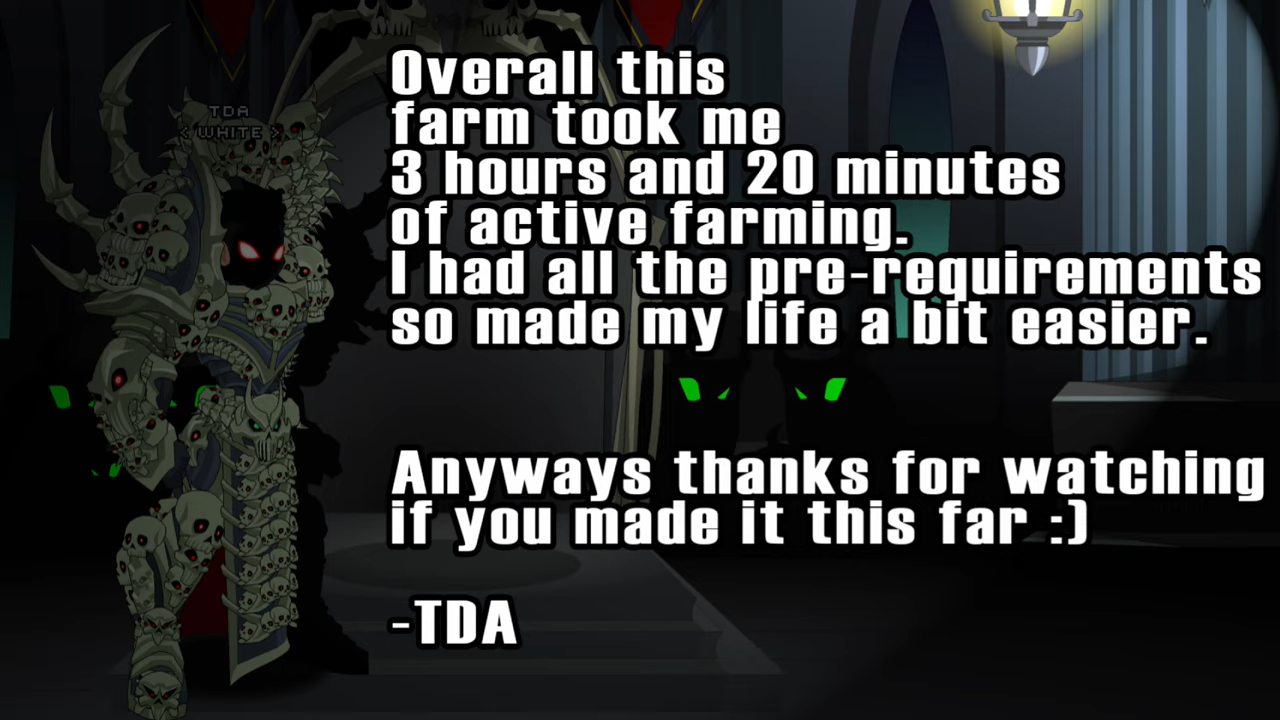 TDA
< WHITE >
Overall this
farm took me
3 hours and 20 minutes
of active farming.
I had all the pre-requirements
so made my life a bit easier.
Anyways thanks for watching
if you made it this far :)
-TDA